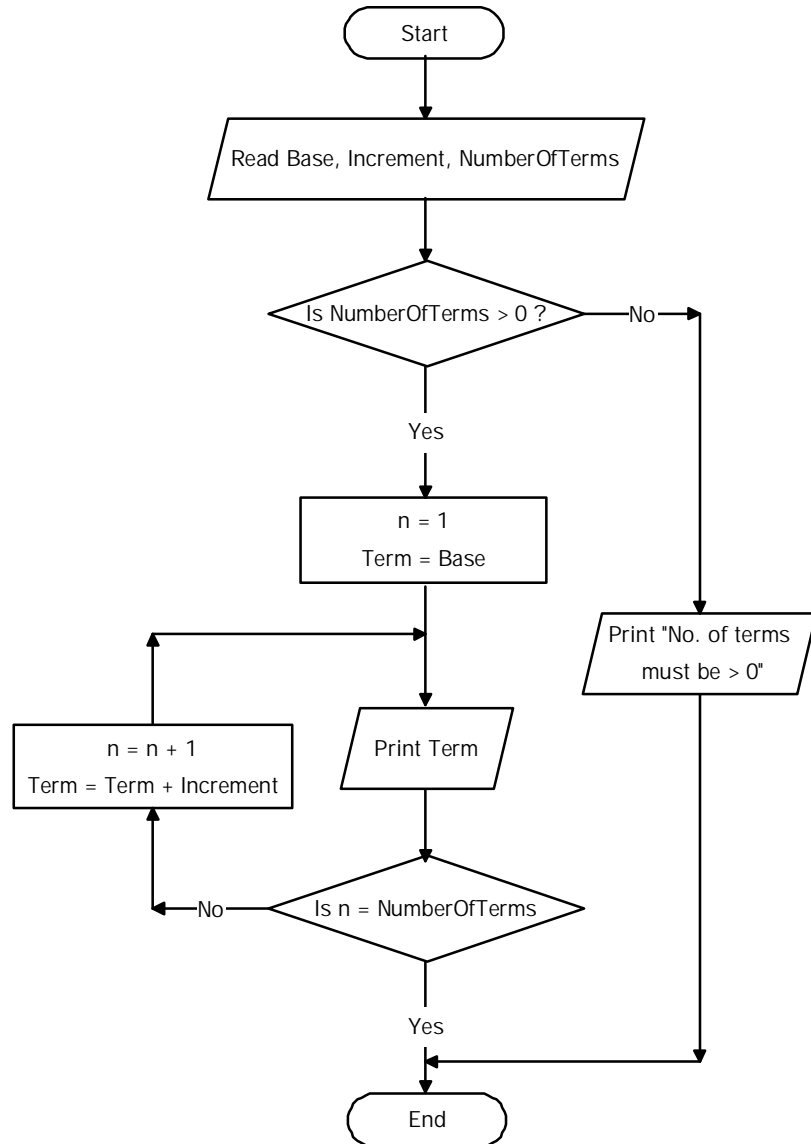 Start
Read Base, Increment, NumberOfTerms
Is NumberOfTerms > 0 ?
No
Yes
n = 1
Term = Base
Print "No. of terms
must be > 0"
n = n + 1
Term = Term + Increment
Print Term
Is n = NumberOfTerms
No
Yes
End